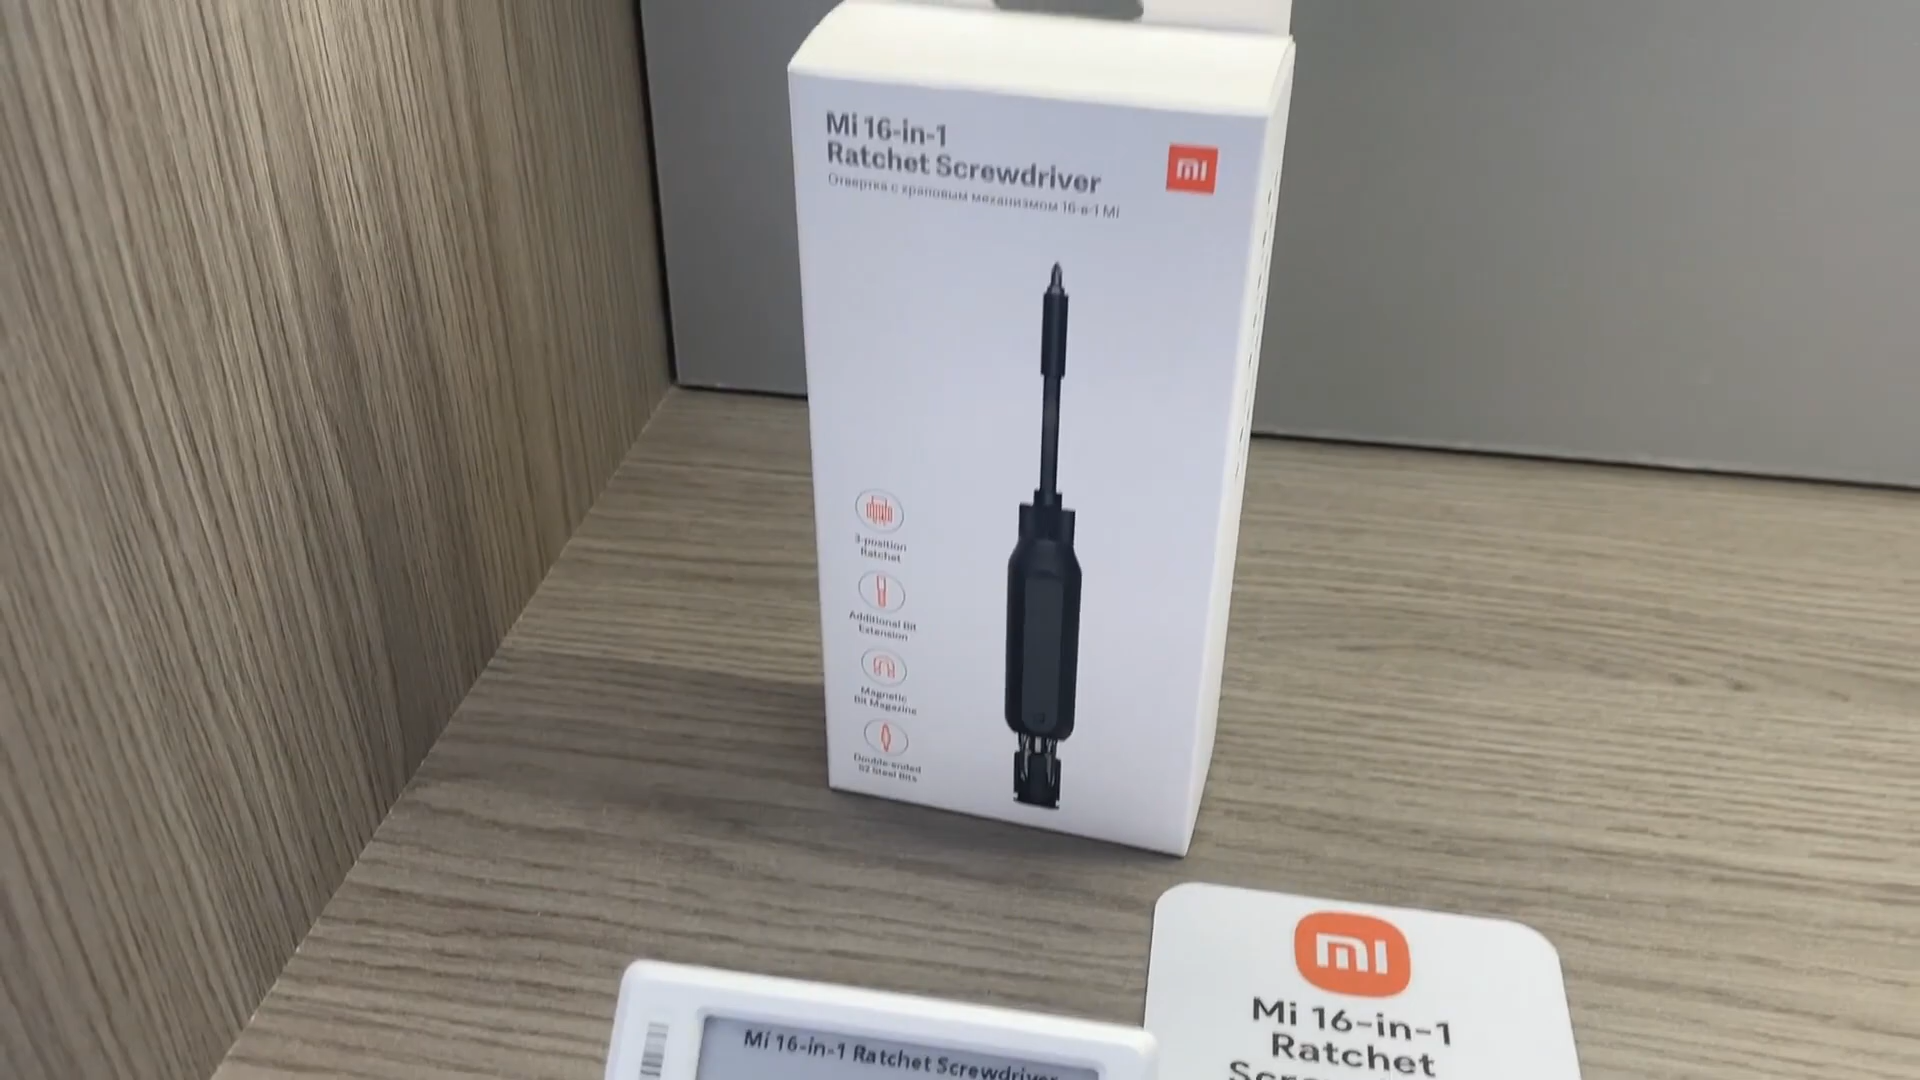 Mi 16-in-1
Ratchet Screwdriver
Отвертка с храповым механизмом 16-в-1 Mi
mi
3-position
Ratchet
Additional Bit
Extension
Magnetic
Bit Magazine
Double-ended
S2 Steel Bits
mi
Mi 16-in-1
Ratchet
Mi 16-in-1 Ratchet Screwdriver